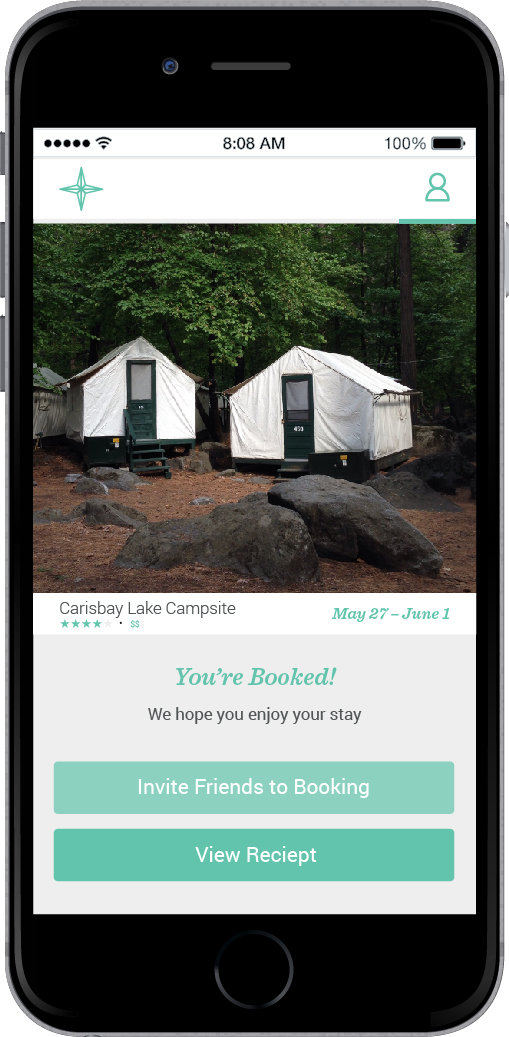 8:08 AM 100%
Carisbay Lake Campsite
May 27 – June 1
★★★★★ • $$$
You're Booked!
We hope you enjoy your stay
450
Invite Friends to Booking
View Reciept